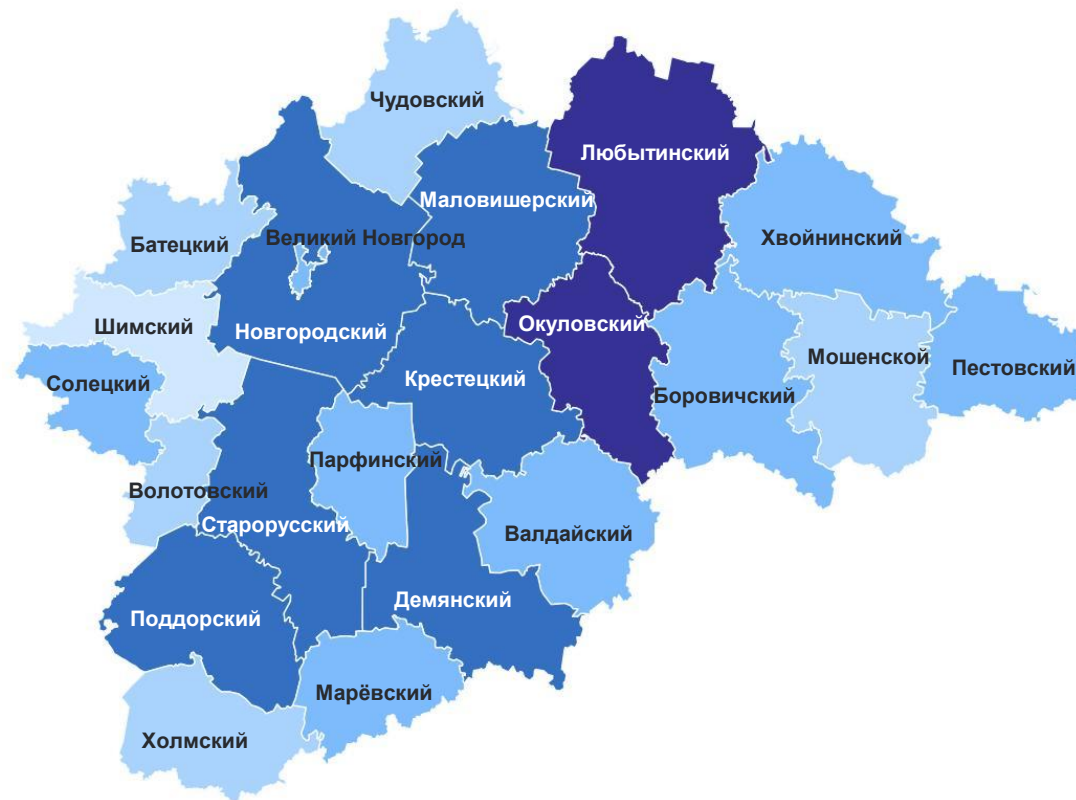 Чудовский
Любытинский
Маловишерский
Великий Новгород
Хвойнинский
Батецкий
Шимский
Новгородский
Окуловский
Мошенской
Пестовский
Солецкий
Крестецкий
Боровичский
Парфинский
Волотовский
Старорусский
Валдайский
Демянский
Поддорский
Марёвский
Холмский